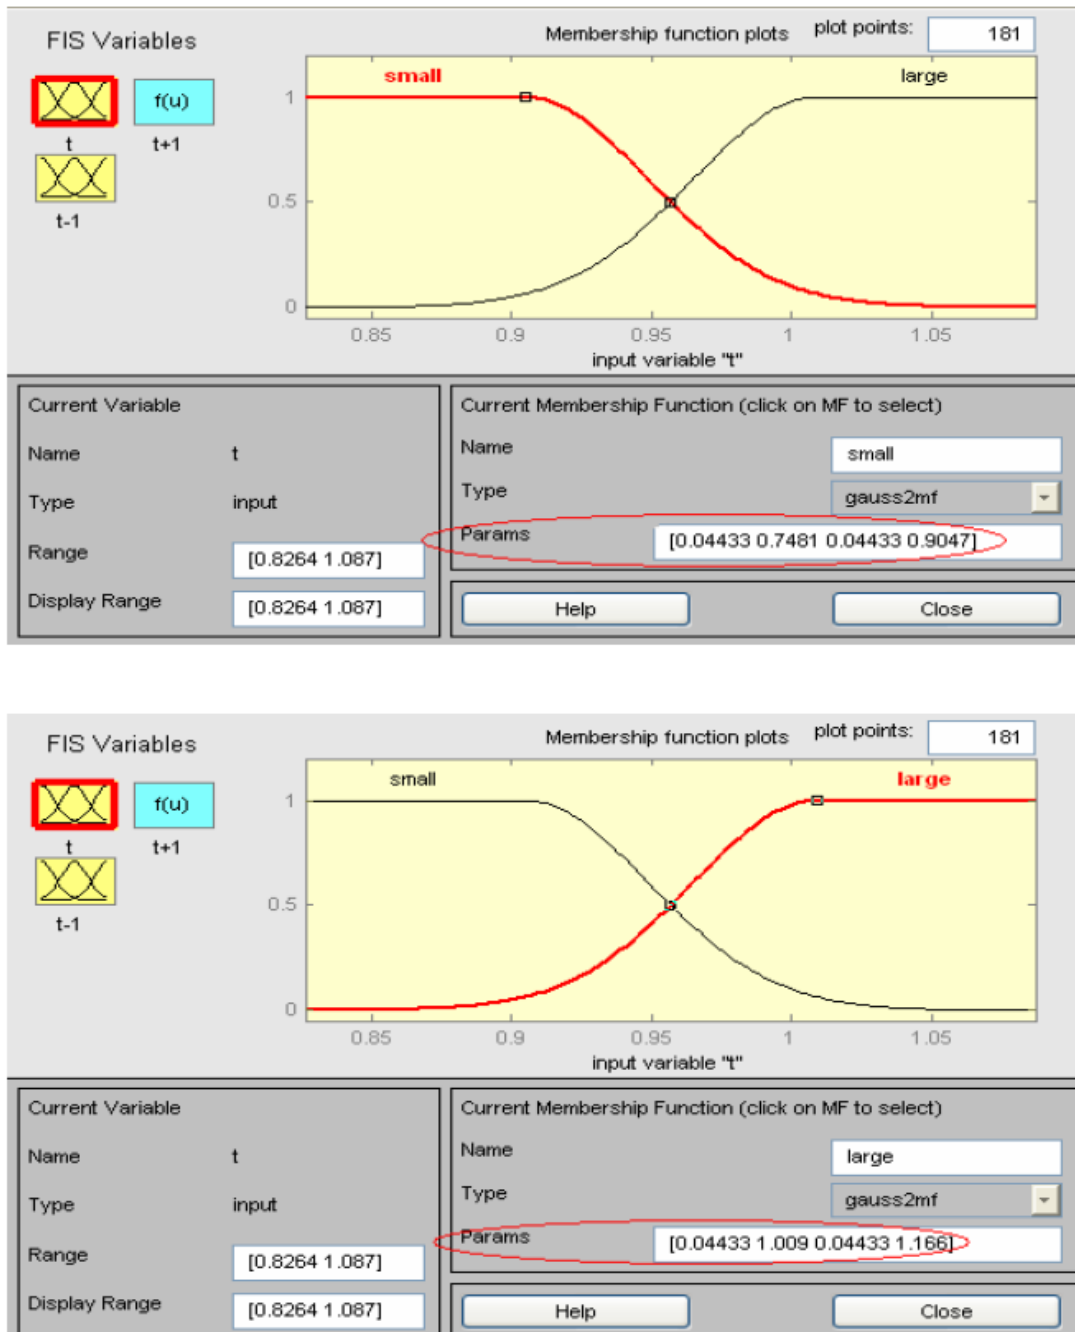 FIS Variables
Membership function plots plot points: 181
f(u)
t t+1
t-1
small large
1
0.5
0
0.85 0.9 0.95 1 1.05
input variable "t"
Current Variable
Name t
Type input
Range [0.8264 1.087]
Display Range [0.8264 1.087]
Current Membership Function (click on MF to select)
Name small
Type gauss2mf
Params [0.04433 0.7481 0.04433 0.9047]
Help Close
FIS Variables
Membership function plots plot points: 181
f(u)
t t+1
t-1
small large
1
0.5
0
0.85 0.9 0.95 1 1.05
input variable "t"
Current Variable
Name t
Type input
Range [0.8264 1.087]
Display Range [0.8264 1.087]
Current Membership Function (click on MF to select)
Name large
Type gauss2mf
Params [0.04433 1.009 0.04433 1.166]
Help Close